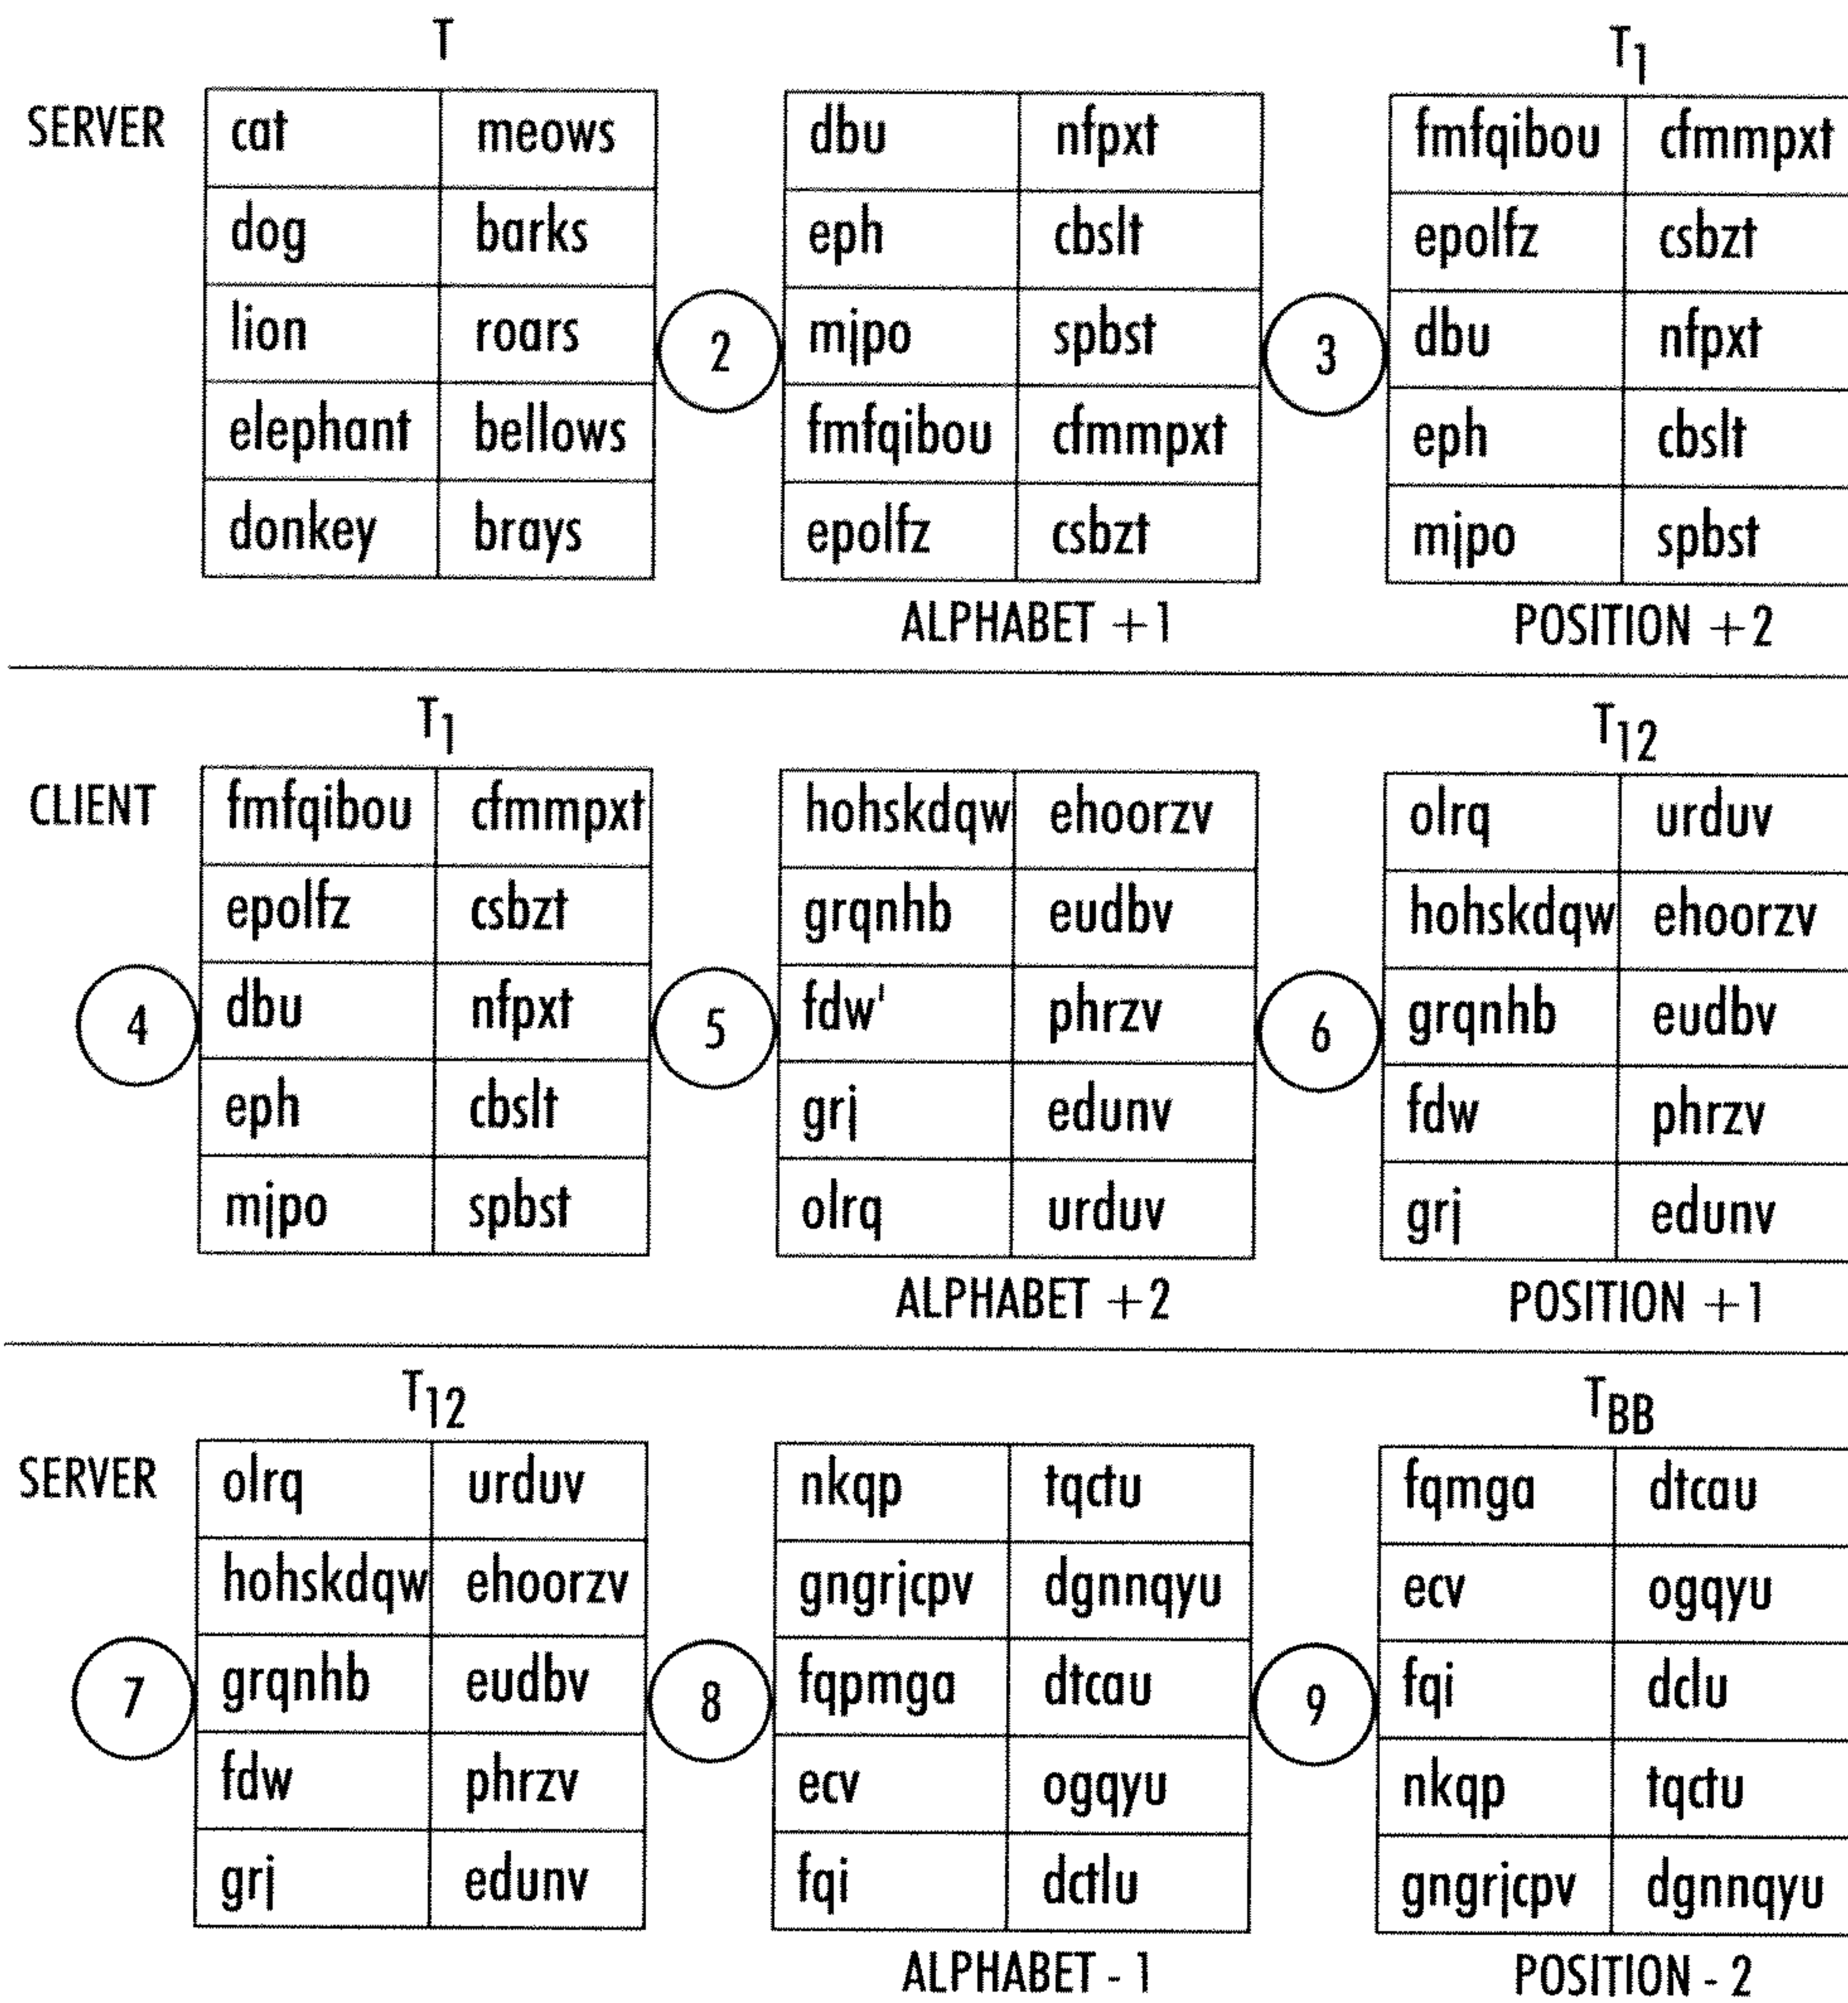 T T1
SERVER cat meows dbu nfpxt fmfqibou cfmmpxt
dog barks eph cbslt epolfz csbzt
lion roars 2 mjpo spbst 3 dbu nfpxt
elephant bellows fmfqibou cfmmpxt eph cbslt
donkey brays epolfz csbzt mjpo spbst
ALPHABET +1 POSITION +2
T1 T12
CLIENT fmfqibou cfmmpxt hohskdqw ehoorzv olrq urduv
epolfz csbzt grqnhb eudbv hohskdqw ehoorzv
4 dbu nfpxt 5 fdw' phrzv 6 grqnhb eudbv
eph cbslt grj edunv fdw phrzv
mjpo spbst olrq urduv grj edunv
ALPHABET +2 POSITION +1
T12 TBB
SERVER olrq urduv nkqp tqctu fqmga dtcau
hohskdqw ehoorzv gngrjcpv dgnnqyu ecv ogqyu
7 grqnhb eudbv 8 fqpmga dtcau 9 fqi dclu
fdw phrzv ecv ogqyu nkqp tqctu
grj edunv fqi dctlu gngrjcpv dgnnqyu
ALPHABET - 1 POSITION - 2